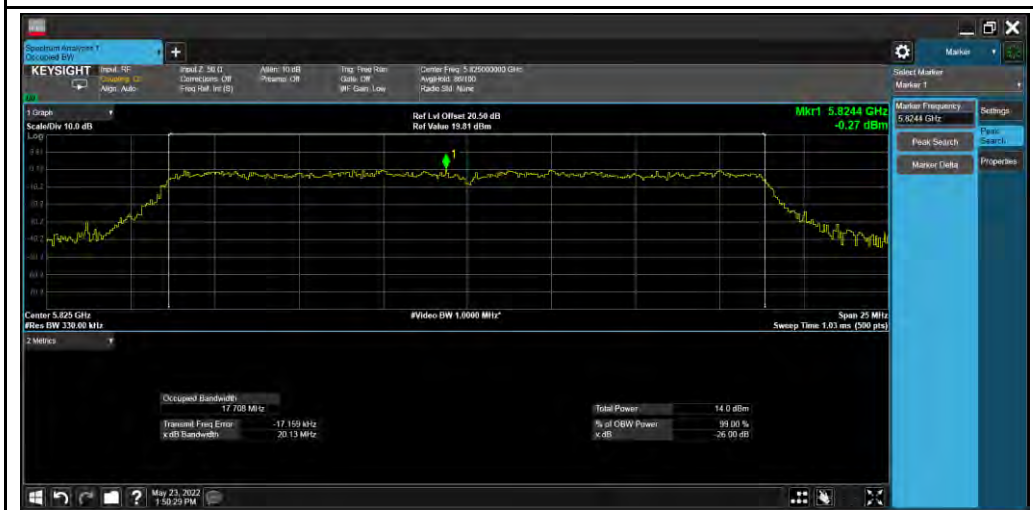 Spectrum Analyzer 1
Occupied BW
+
Marker
KEYSIGHT
Input: RF
Coupling: DC
Align: Auto
Input Z: 50 Ω
Corrections: Off
Freq Ref: Int (S)
Atten: 10 dB
Preamp: Off
Trig: Free Run
Gate: Off
#IF Gain: Low
Center Freq: 5.825000000 GHz
Radio Std: None
Select Marker
Marker 1
Marker Frequency
5.8244 GHz
Peak Search
Marker Delta
Settings
Peak Search
Properties
1 Graph
Scale/Div 10.0 dB
Log
Ref Lvl Offset 20.50 dB
Ref Value 19.81 dBm
Mkr1 5.8244 GHz
-0.27 dBm
1
Center 5.825 GHz
#Res BW 330.00 kHz
#Video BW 1.0000 MHz*
Span 25 MHz
Sweep Time 1.03 ms (500 pts)
2 Metrics
Occupied Bandwidth
17.708 MHz
Transmit Freq Error -17.159 kHz
x dB Bandwidth 20.13 MHz
Total Power 14.0 dBm
% of OBW Power 99.00 %
x dB -26.00 dB
?
May 23, 2022
1:50:29 PM